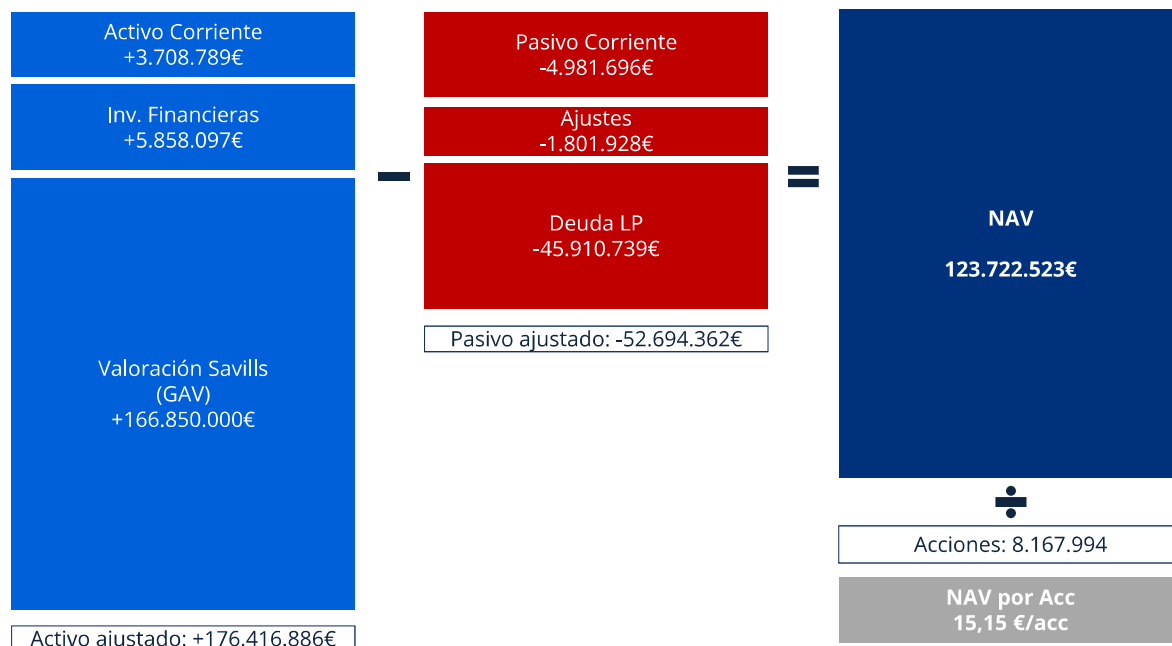 Activo Corriente
+3.708.789€
Inv. Financieras
+5.858.097€
Valoración Savills
(GAV)
+166.850.000€
Activo ajustado: +176.416.886€
Pasivo Corriente
-4.981.696€
Ajustes
-1.801.928€
Deuda LP
-45.910.739€
Pasivo ajustado: -52.694.362€
NAV
123.722.523€
Acciones: 8.167.994
NAV por Acc
15,15 €/acc